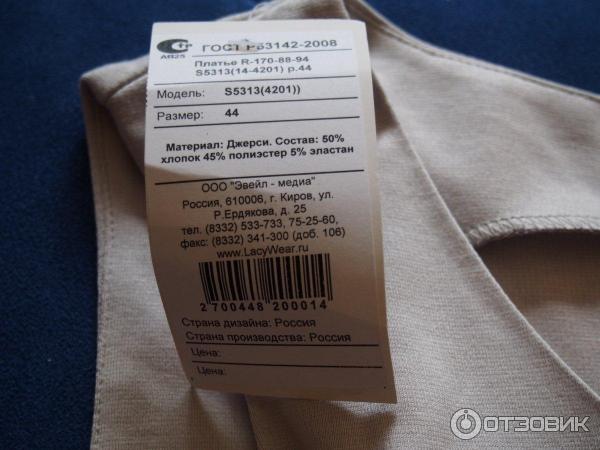 АВ25
ГОСТ Р 53142-2008
Платье R-170-88-94
S5313(14-4201) р.44
Модель: S5313(4201))
Размер: 44
Материал: Джерси. Состав: 50%
хлопок 45% полиэстер 5% эластан
ООО "Эвейл - медиа"
Россия, 610006, г. Киров, ул.
Р.Ердякова, д. 25
тел. (8332) 533-733, 75-25-60,
факс: (8332) 341-300 (доб. 106)
www.LacyWear.ru
2 700448 200014
Страна дизайна: Россия
Страна производства: Россия
Цена:
Цена:
ОТЗОВИК